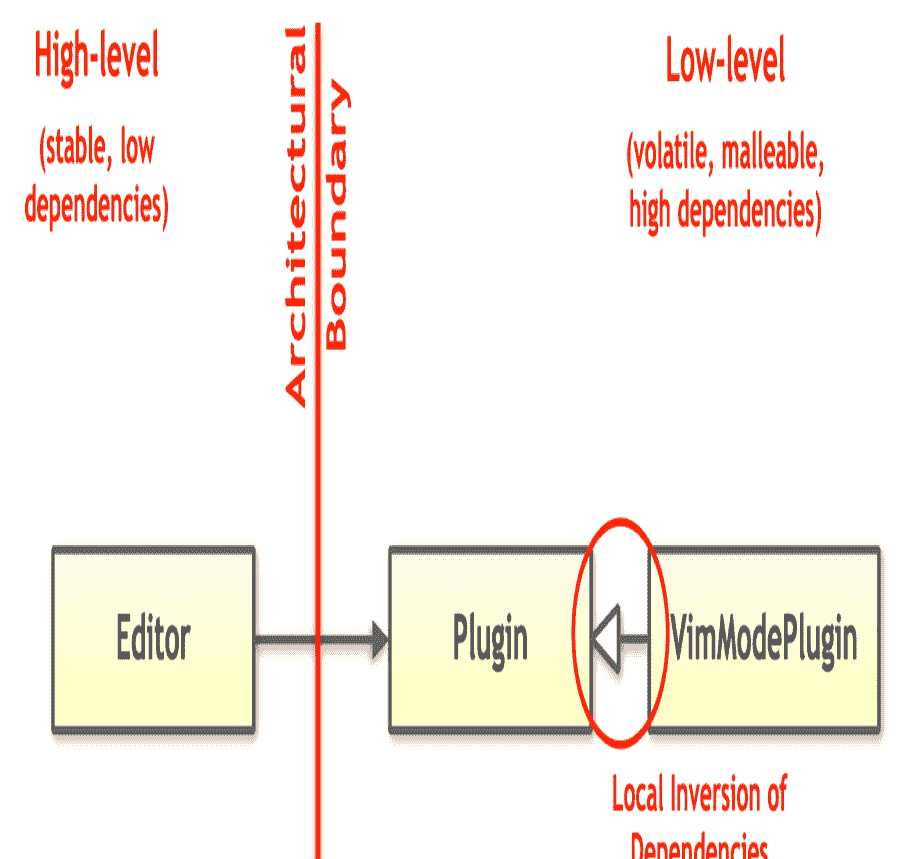 High-level
(stable, low
dependencies)
Architectural
Boundary
Low-level
(volatile, malleable,
high dependencies)
Editor
Plugin
VimModePlugin
Local Inversion of
Dependencies